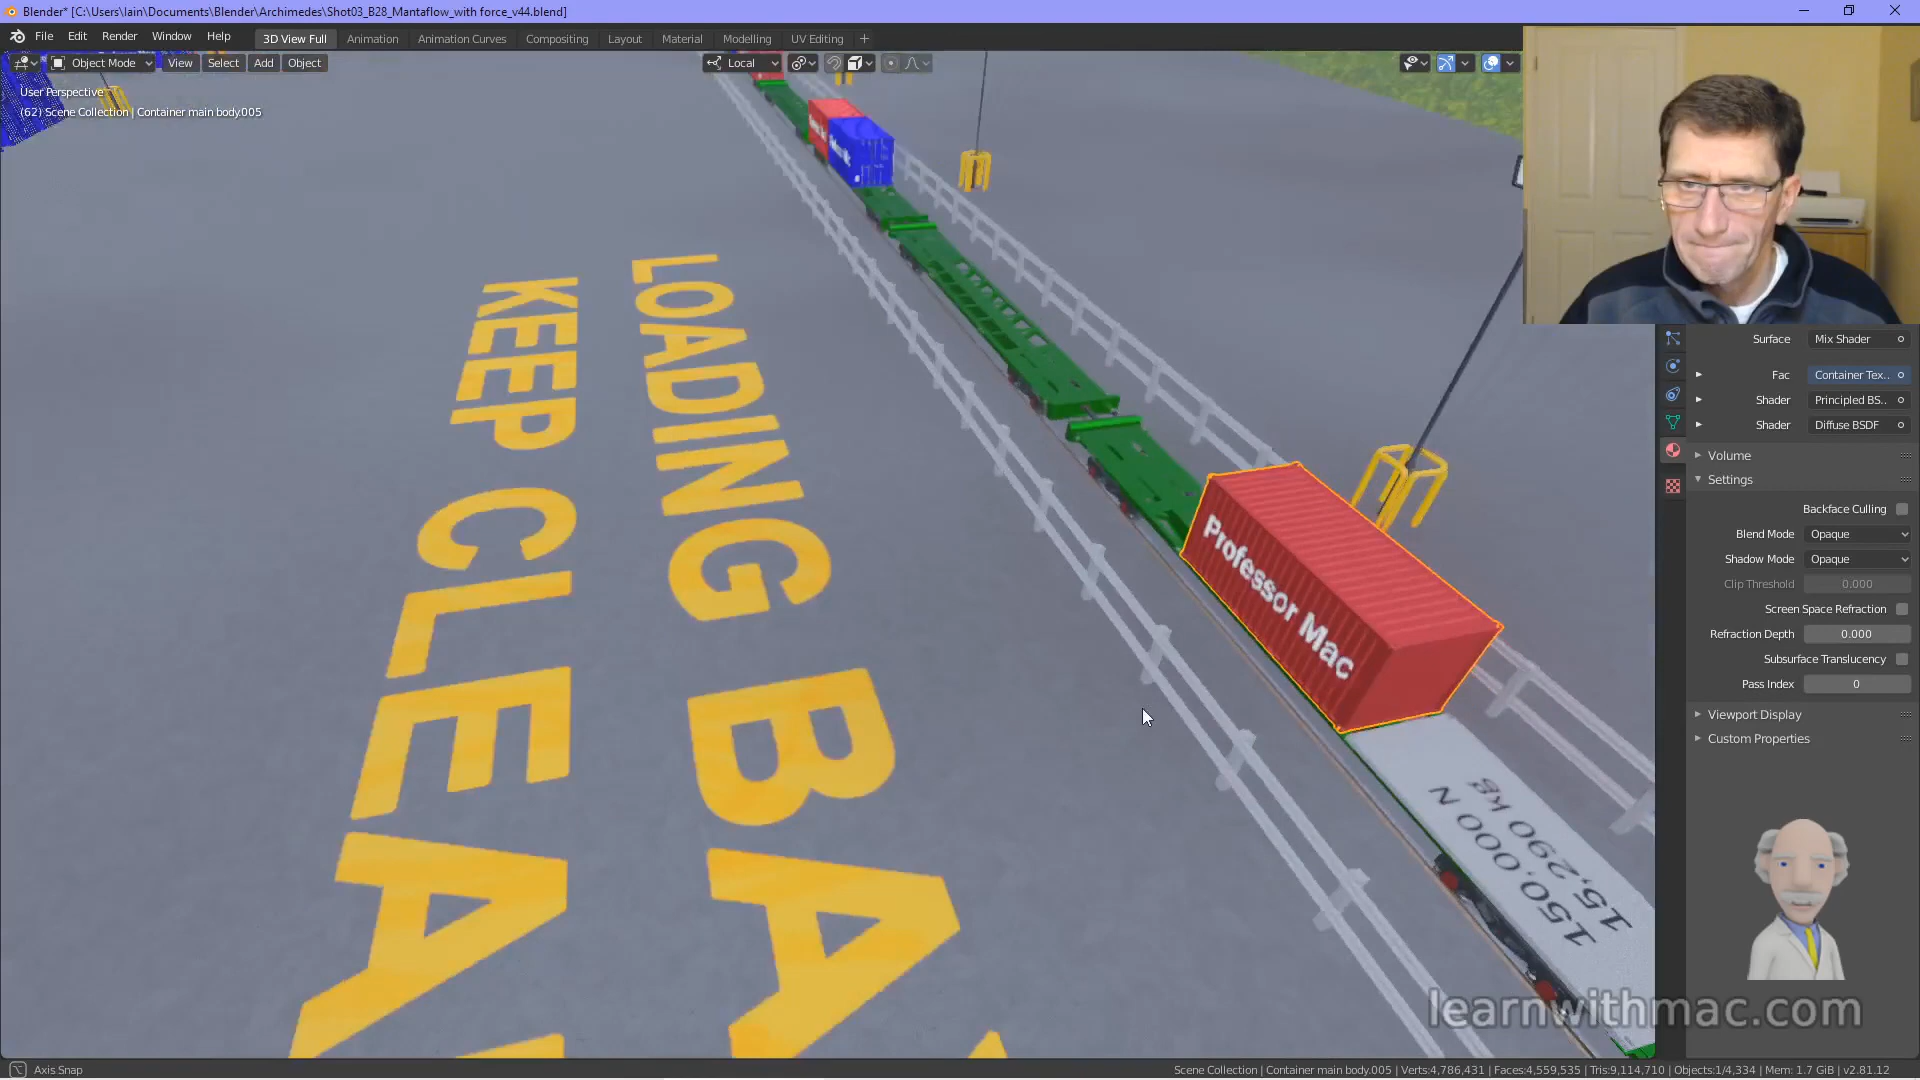 Blender* [C:\Users\Iain\Documents\Blender\Archimedes\Shot03_B28_Mantaflow_with force_v44.blend]
File Edit Render Window Help
3D View Full Animation Animation Curves Compositing Layout Material Modelling UV Editing
Object Mode View Select Add Object Local
User Perspective
(62) Scene Collection | Container main body.005
LOADING BA
KEEP CLEA
Professor Mac
150,000 N
15,290 kg
Surface Mix Shader
Fac Container Tex..
Shader Principled BS..
Shader Diffuse BSDF
Volume
Settings
Backface Culling
Blend Mode Opaque
Shadow Mode Opaque
Clip Threshold 0.000
Screen Space Refraction
Refraction Depth 0.000
Subsurface Translucency
Pass Index 0
Viewport Display
Custom Properties
learnwithmac.com
Axis Snap
Scene Collection | Container main body.005 | Verts:4,786,431 | Faces:4,559,535 | Tris:9,114,710 | Objects:1/4,334 | Mem: 1.7 GiB | v2.81.12